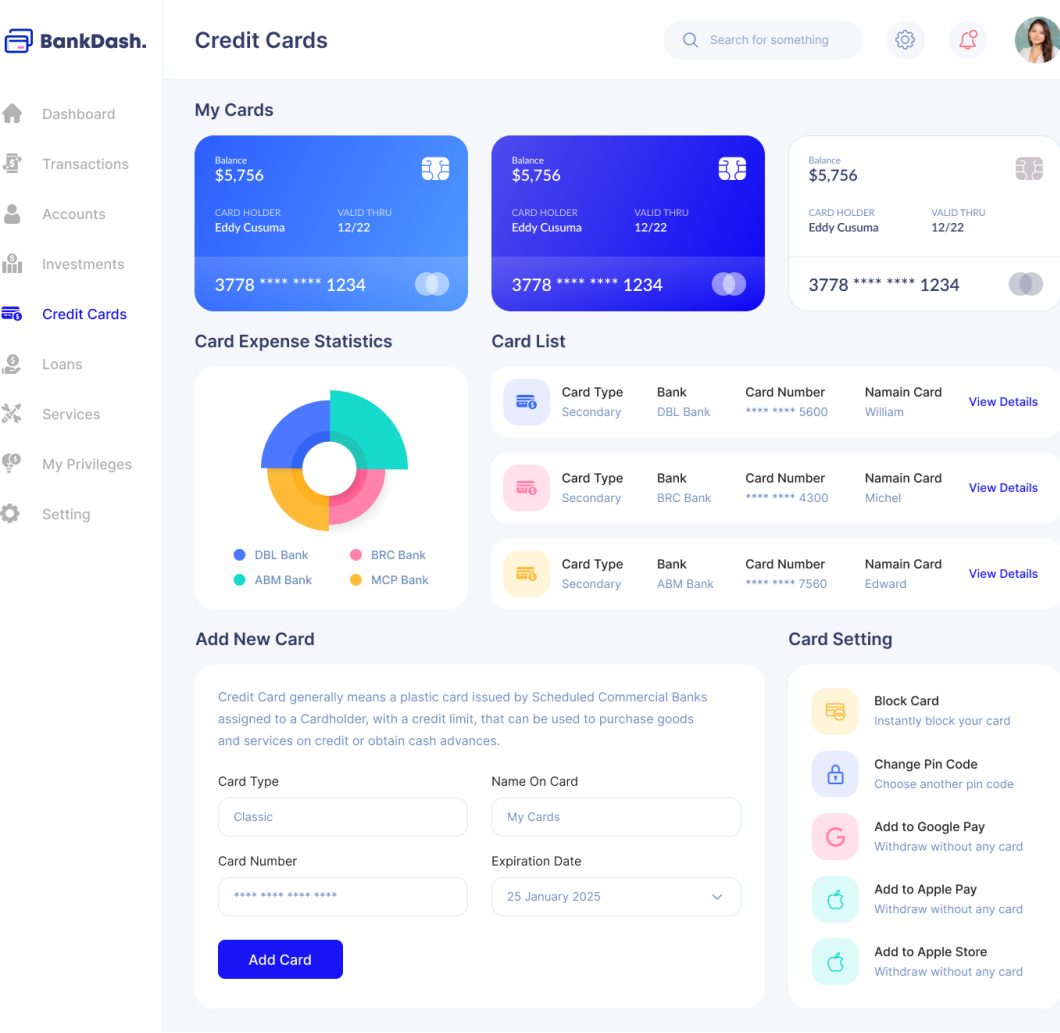 BankDash.
Credit Cards
Search for something
Dashboard
Transactions
Accounts
Investments
Credit Cards
Loans
Services
My Privileges
Setting
My Cards
Balance
$5,756
CARD HOLDER VALID THRU
Eddy Cusuma 12/22
3778 **** **** 1234
Balance
$5,756
CARD HOLDER VALID THRU
Eddy Cusuma 12/22
3778 **** **** 1234
Balance
$5,756
CARD HOLDER VALID THRU
Eddy Cusuma 12/22
3778 **** **** 1234
Card Expense Statistics
DBL Bank BRC Bank
ABM Bank MCP Bank
Card List
Card Type Bank Card Number Namain Card
Secondary DBL Bank **** **** 5600 William
View Details
Card Type Bank Card Number Namain Card
Secondary BRC Bank **** **** 4300 Michel
View Details
Card Type Bank Card Number Namain Card
Secondary ABM Bank **** **** 7560 Edward
View Details
Add New Card
Credit Card generally means a plastic card issued by Scheduled Commercial Banks
assigned to a Cardholder, with a credit limit, that can be used to purchase goods
and services on credit or obtain cash advances.
Card Type Name On Card
Classic My Cards
Card Number Expiration Date
**** **** **** **** 25 January 2025
Add Card
Card Setting
Block Card
Instantly block your card
Change Pin Code
Choose another pin code
Add to Google Pay
Withdraw without any card
Add to Apple Pay
Withdraw without any card
Add to Apple Store
Withdraw without any card